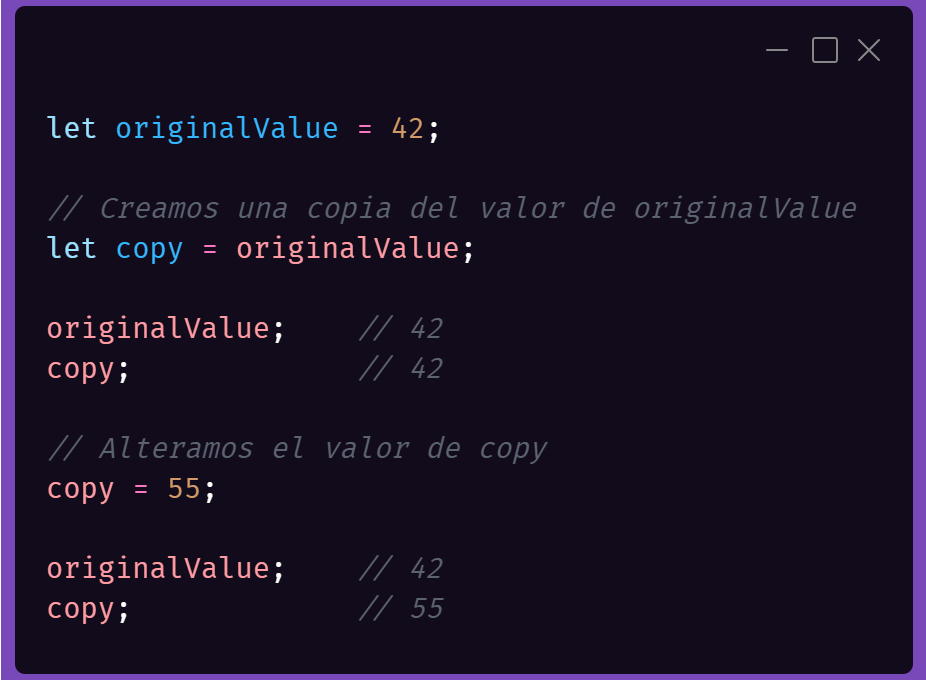 let originalValue = 42;
// Creamos una copia del valor de originalValue
let copy = originalValue;
originalValue;    // 42
copy;             // 42
// Alteramos el valor de copy
copy = 55;
originalValue;    // 42
copy;             // 55